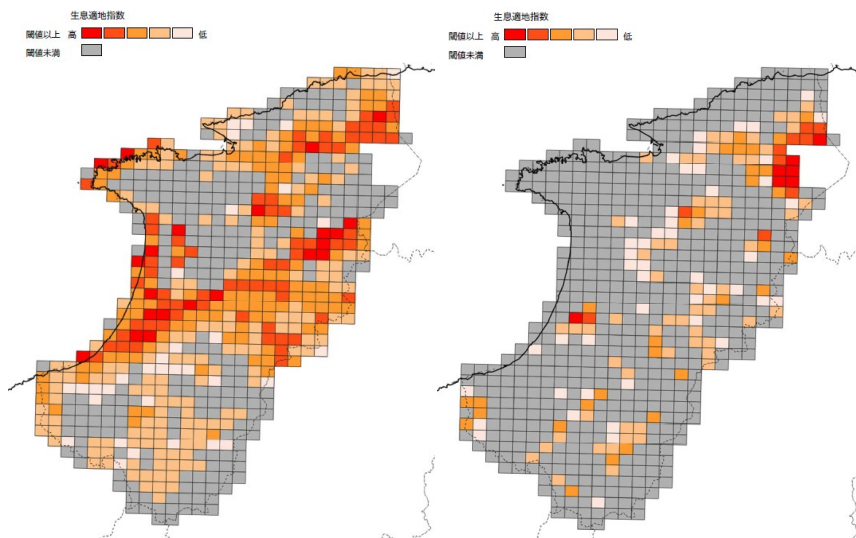 生息適地指数
閾値以上 高 低
閾値未満
生息適地指数
閾値以上 高 低
閾値未満